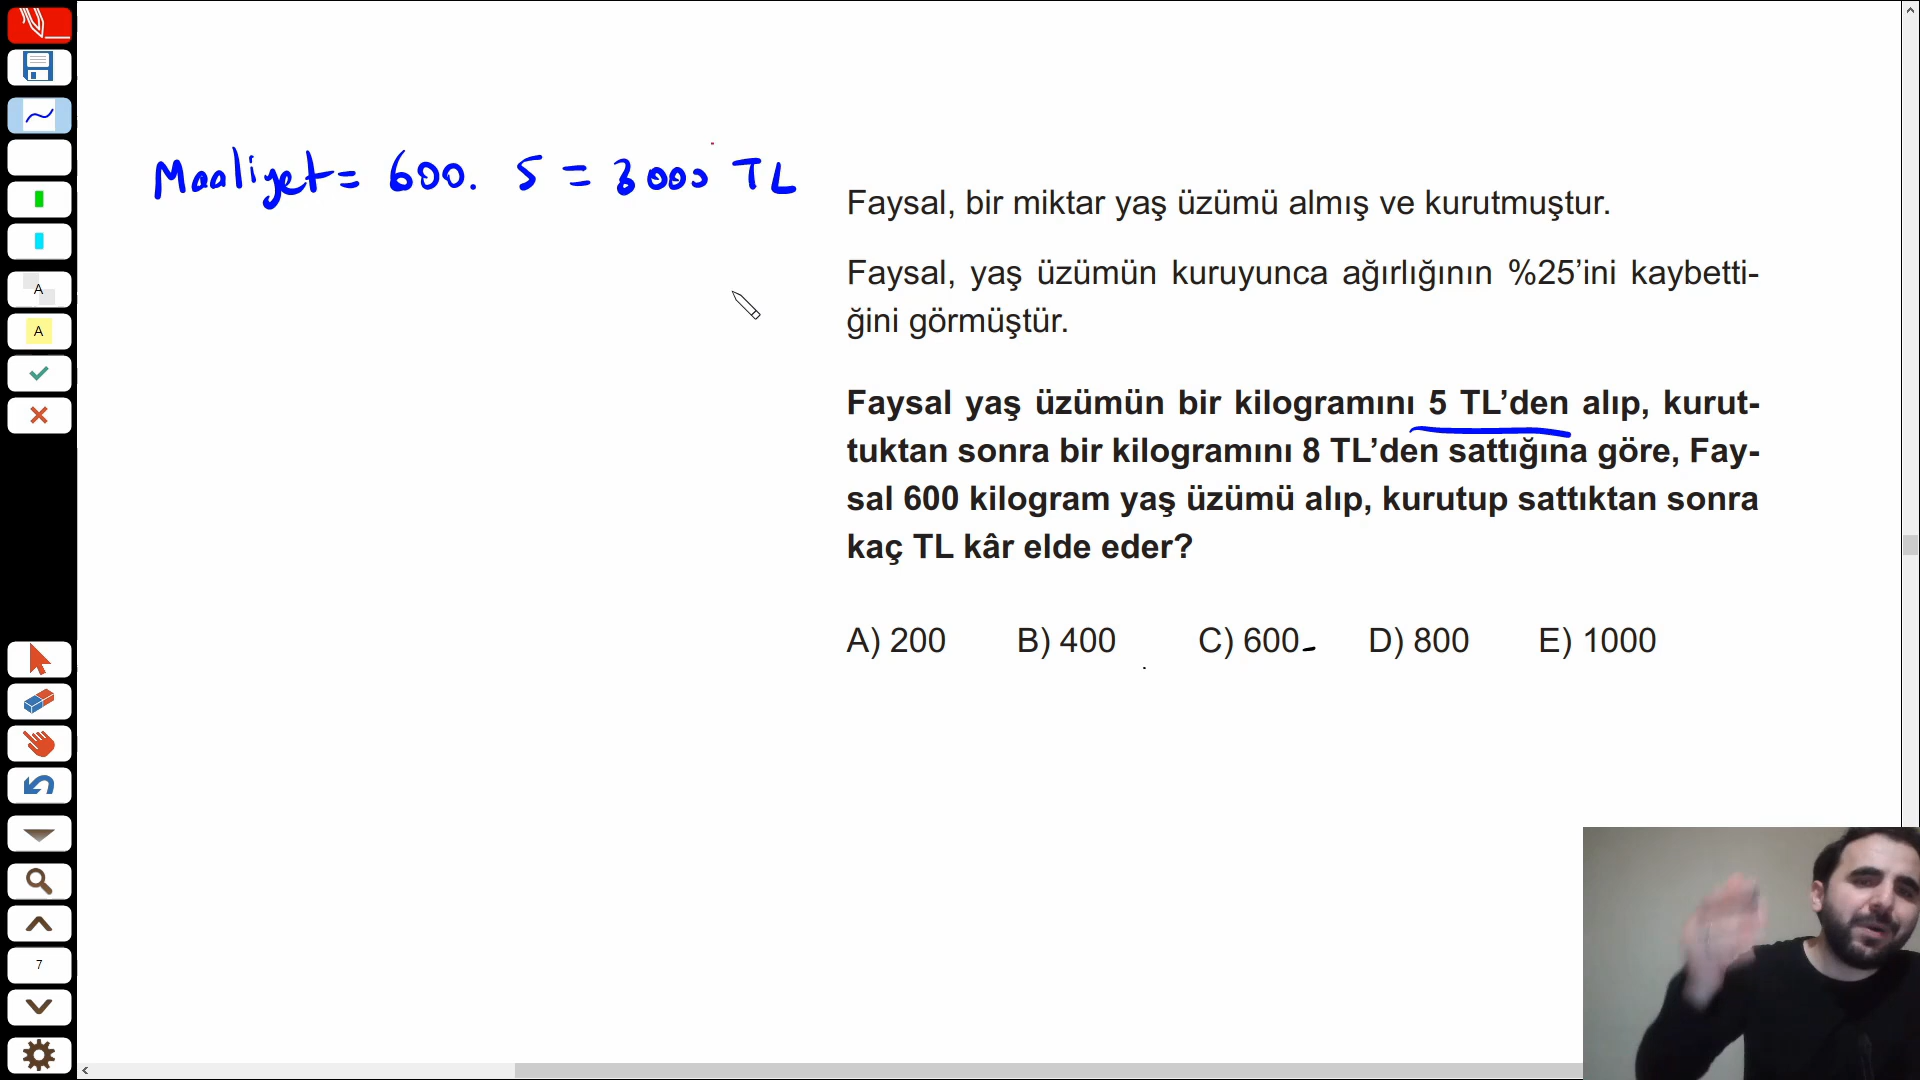 Maaliyet = 600. 5 = 3000 TL
Faysal, bir miktar yaş üzümü almış ve kurutmuştur.
Faysal, yaş üzümün kuruyunca ağırlığının %25’ini kaybetti-
ğini görmüştür.
Faysal yaş üzümün bir kilogramını 5 TL’den alıp, kurut-
tuktan sonra bir kilogramını 8 TL’den sattığına göre, Fay-
sal 600 kilogram yaş üzümü alıp, kurutup sattıktan sonra
kaç TL kâr elde eder?
A) 200 B) 400 C) 600 D) 800 E) 1000
A
A
7